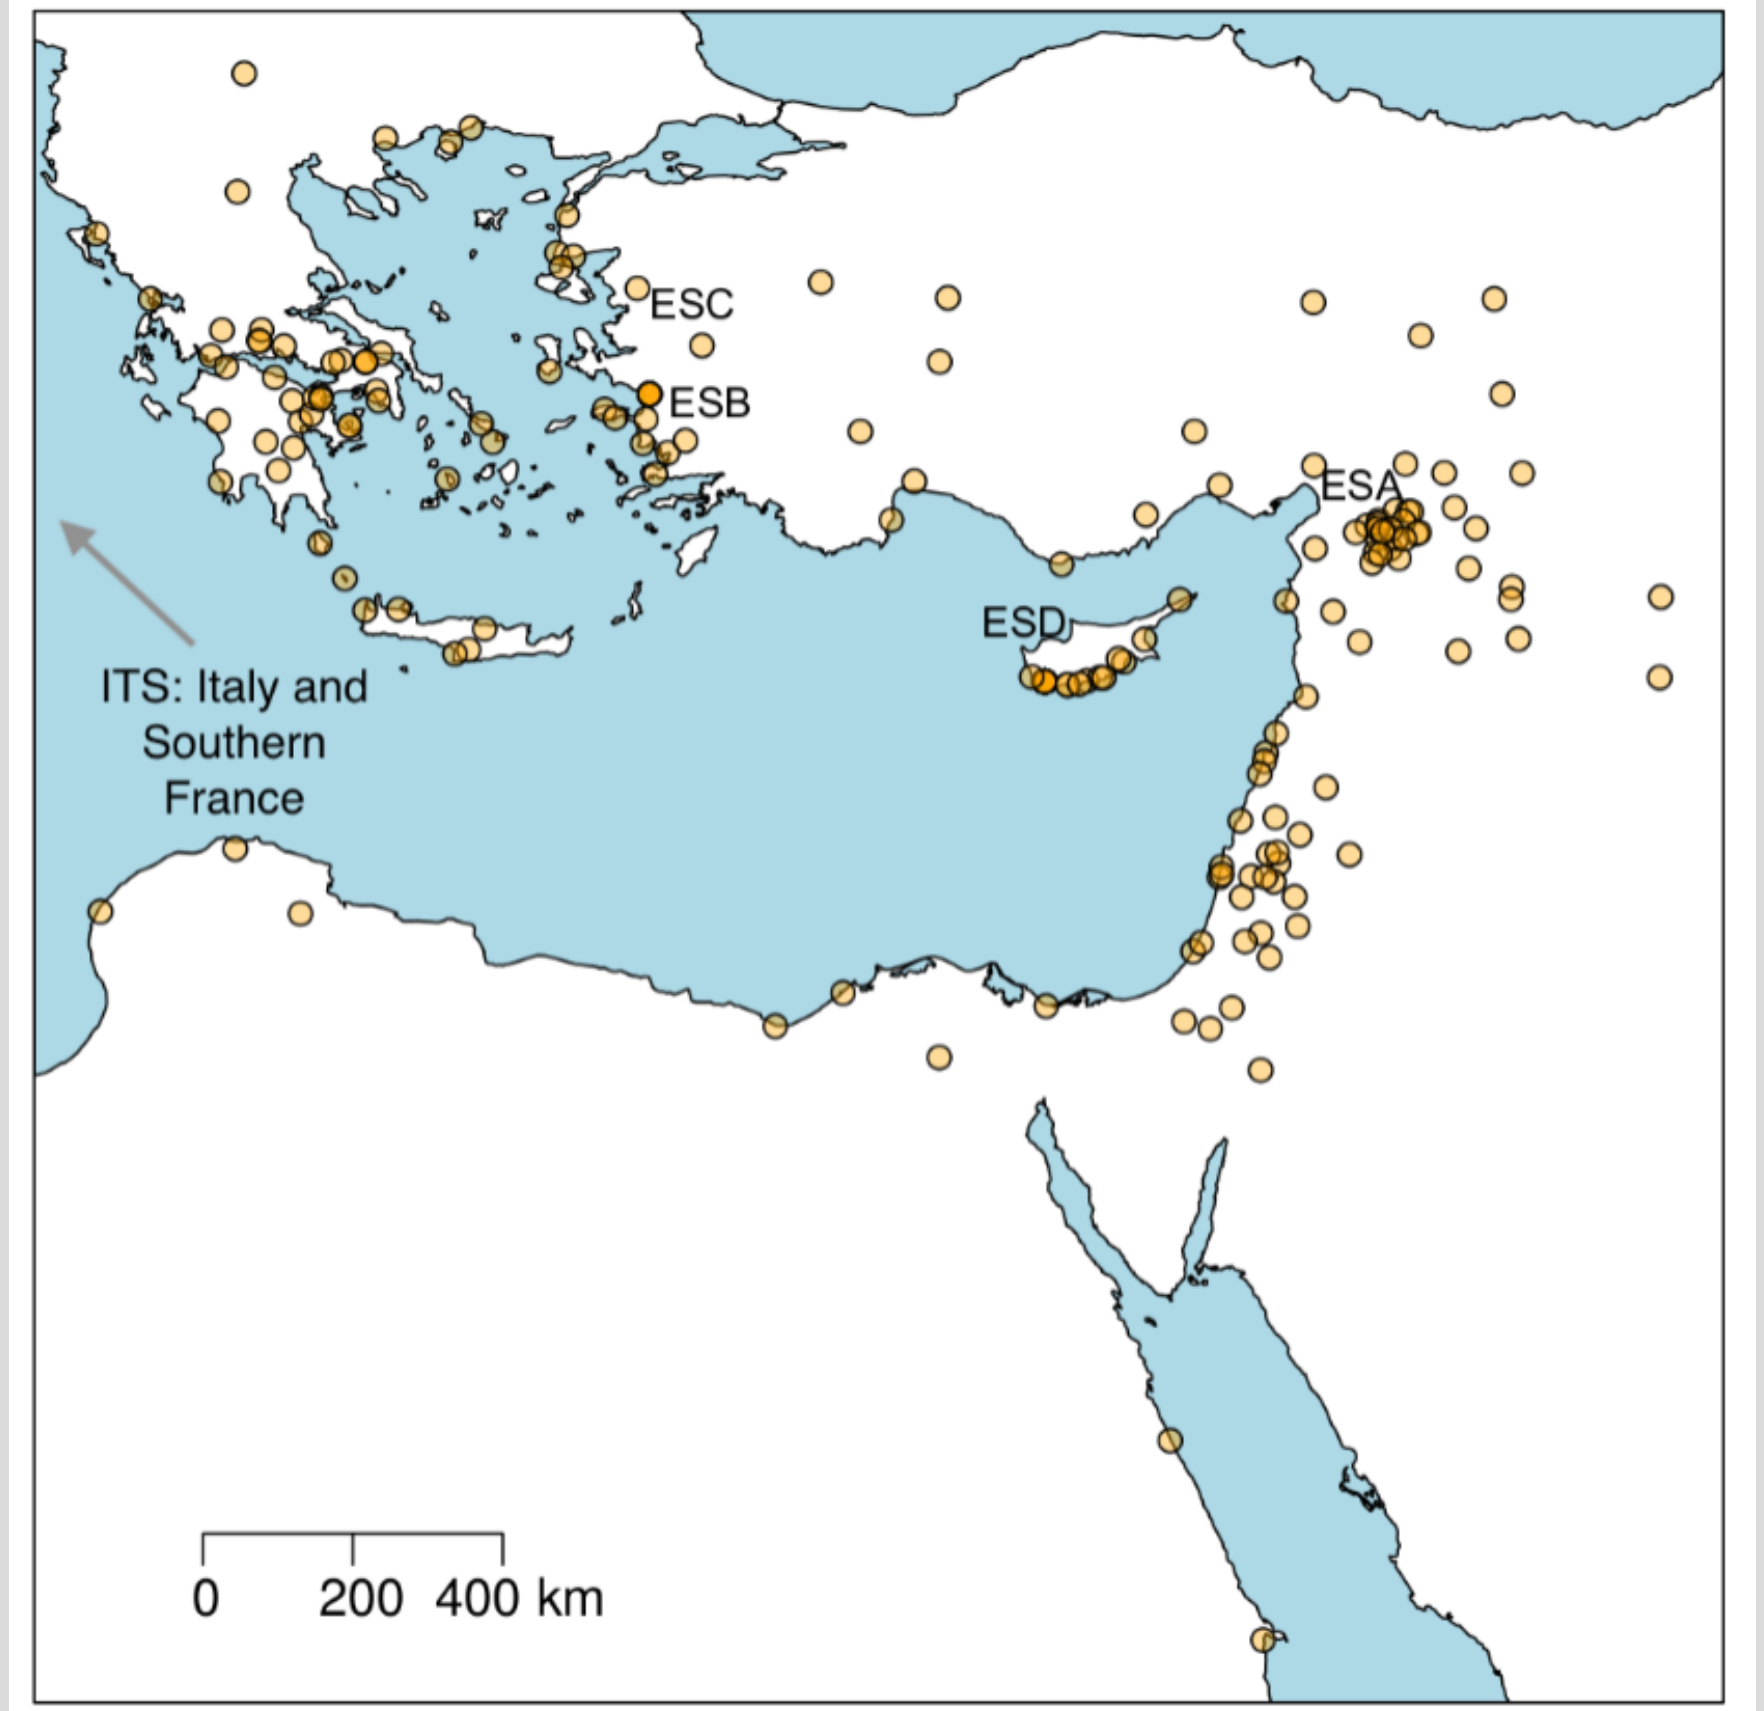 ESC
ESB
ESA
ESD
ITS: Italy and
Southern
France
0 200 400 km